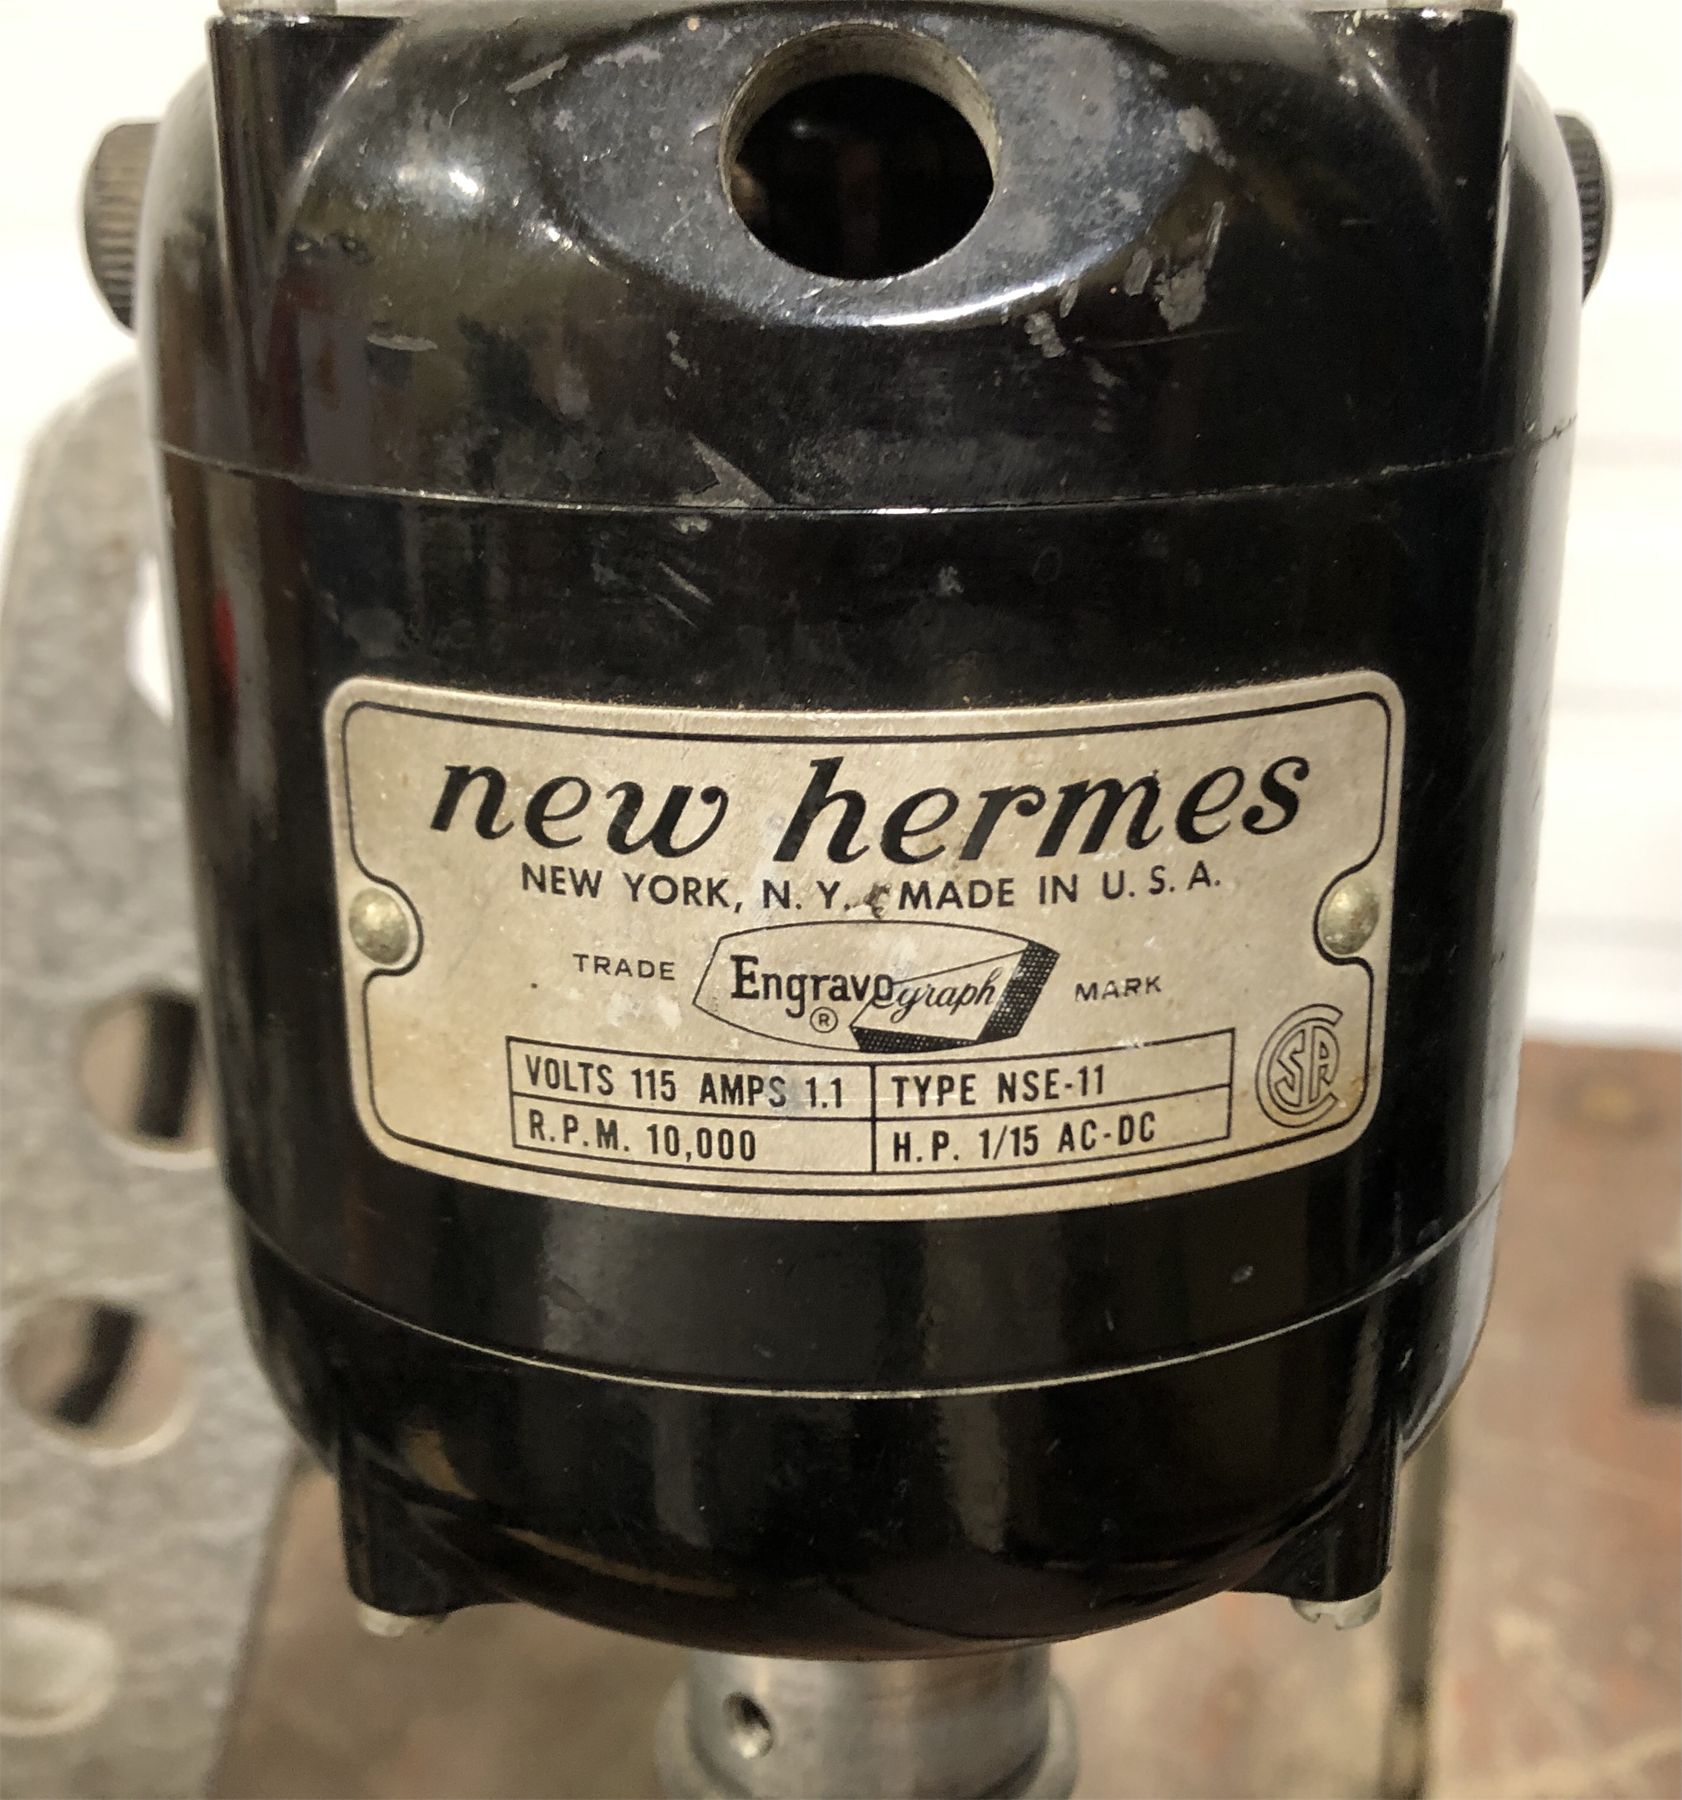 new hermes
NEW YORK, N. Y. MADE IN U. S. A.
TRADE Engravograph ® MARK
VOLTS 115 AMPS 1.1 TYPE NSE-11
R.P.M. 10,000 H.P. 1/15 AC-DC
CSA